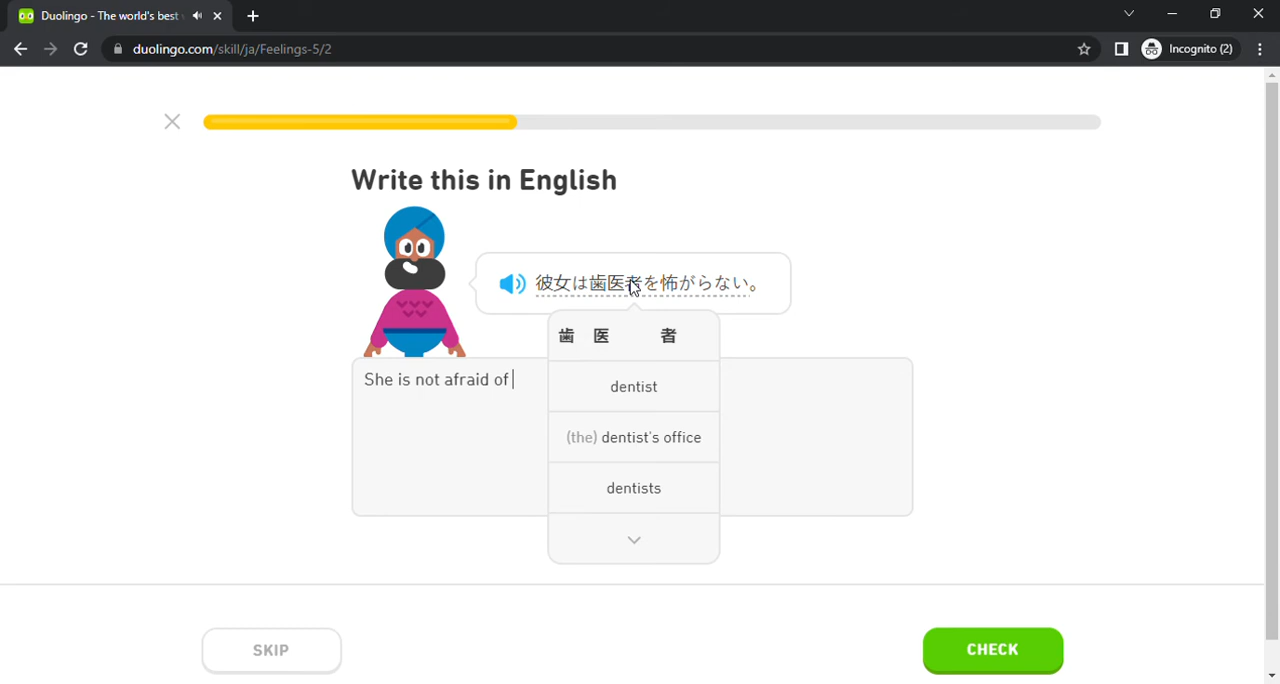 Duolingo - The world's best
duolingo.com/skill/ja/Feelings-5/2
Incognito (2)
Write this in English
彼女は歯医者を怖がらない。
歯 医 者
She is not afraid of
dentist
(the) dentist's office
dentists
SKIP
CHECK